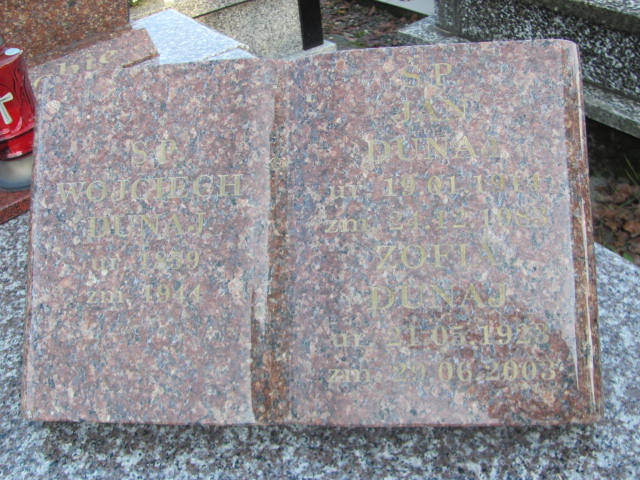 S.P.
WOJCIECH
DUNAJ
ur. 1879
zm. 1944
S.P.
JAN
DUNAJ
ur. 19.01.1914
zm. 24.12.1988
ZOFIA
DUNAJ
ur. 21.05.1923
zm. 29.06.2003